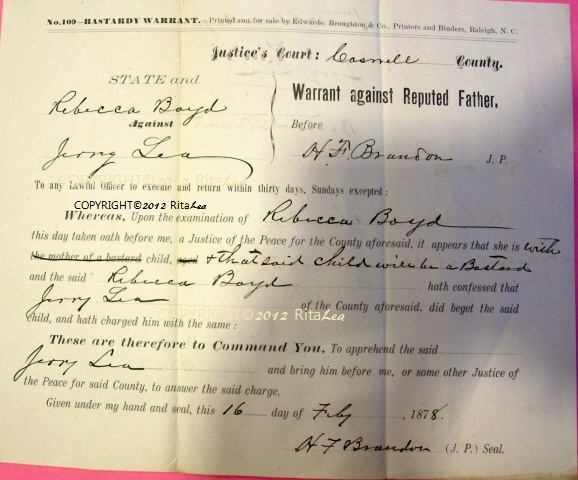 No. 109—BASTARDY WARRANT.—Printed and for sale by Edwards, Broughton & Co., Printers and Binders, Raleigh, N. C.
Justice's Court: Caswell County.
STATE and
Rebecca Boyd
Against
Jerry Lea
Warrant against Reputed Father.
Before
H. F. Brandon J. P.
COPYRIGHT©2012 RitaLea
To any Lawful Officer to execute and return within thirty days, Sundays excepted:
COPYRIGHT©2012 RitaLea
Whereas, Upon the examination of Rebecca Boyd
this day taken oath before me, a Justice of the Peace for the County aforesaid, it appears that she is with
the mother of a bastard child, aged & that said child will be a Bastard
and the said Rebecca Boyd hath confessed that
Jerry Lea of the County aforesaid, did beget the said
COPYRIGHT©2012 RitaLea
child, and hath charged him with the same:
These are therefore to Command You, To apprehend the said
Jerry Lea and bring him before me, or some other Justice of
the Peace for said County, to answer the said charge.
Given under my hand and seal, this 16 day of Feby, 1878.
H F Brandon (J. P.) Seal.